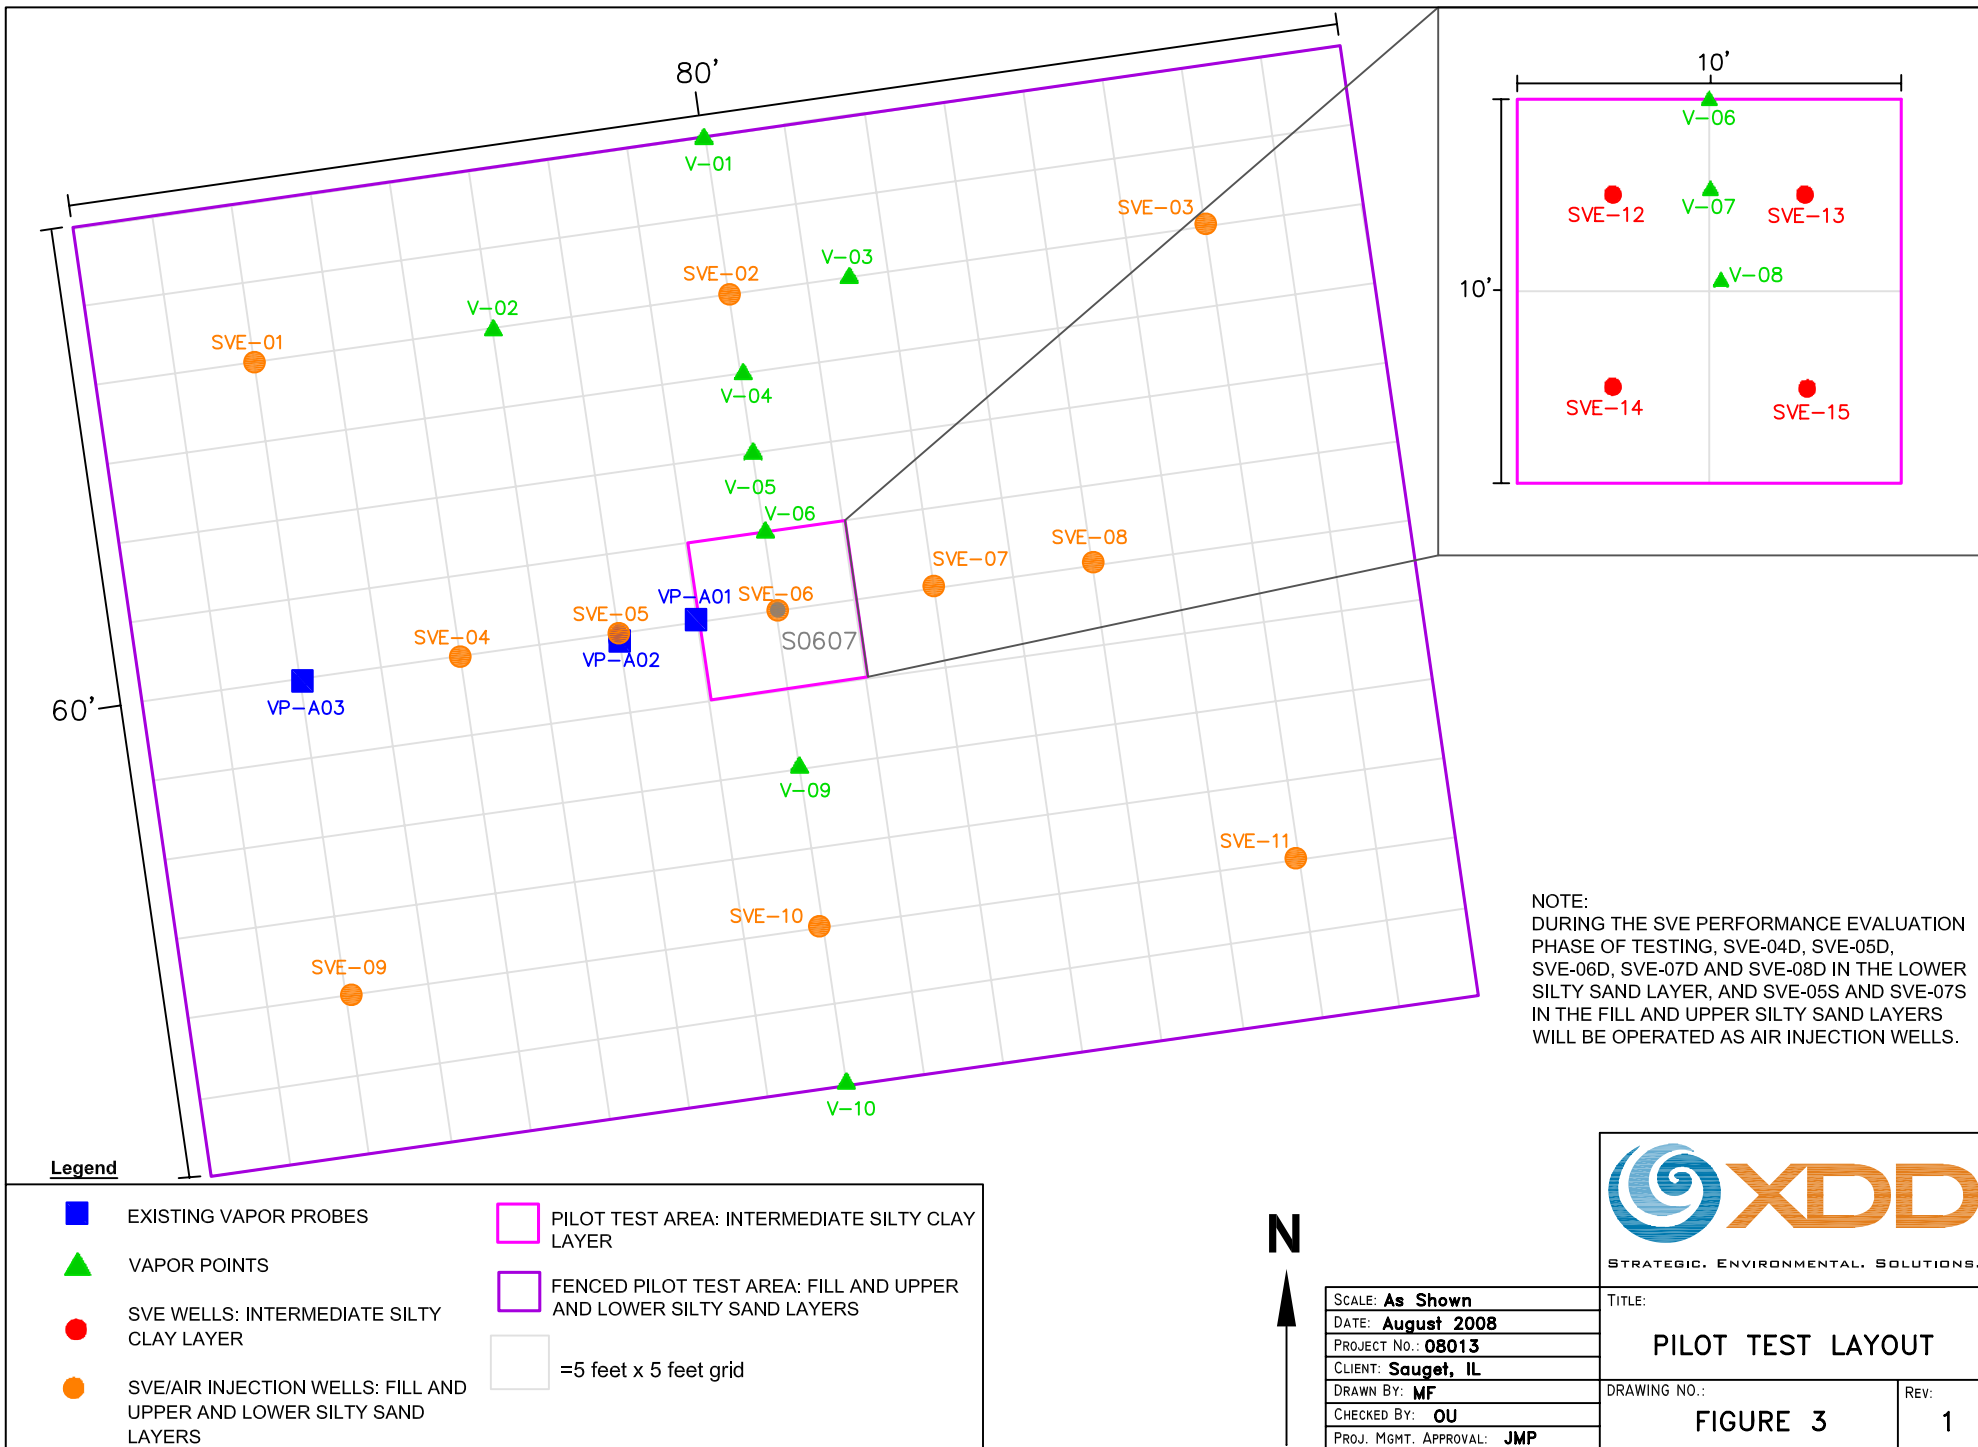 80'
V-01
SVE-03
V-03
SVE-02
V-02
SVE-01
V-04
V-05
V-06
SVE-08
SVE-07
VP-A01
SVE-06
SVE-05
SVE-04
S0607
VP-A02
VP-A03
60'
V-09
SVE-11
SVE-10
SVE-09
V-10
10'
V-06
V-07
SVE-12
SVE-13
V-08
10'
SVE-14
SVE-15
NOTE:
DURING THE SVE PERFORMANCE EVALUATION
PHASE OF TESTING, SVE-04D, SVE-05D,
SVE-06D, SVE-07D AND SVE-08D IN THE LOWER
SILTY SAND LAYER, AND SVE-05S AND SVE-07S
IN THE FILL AND UPPER SILTY SAND LAYERS
WILL BE OPERATED AS AIR INJECTION WELLS.
Legend
EXISTING VAPOR PROBES
VAPOR POINTS
SVE WELLS: INTERMEDIATE SILTY
CLAY LAYER
SVE/AIR INJECTION WELLS: FILL AND
UPPER AND LOWER SILTY SAND
LAYERS
PILOT TEST AREA: INTERMEDIATE SILTY CLAY
LAYER
FENCED PILOT TEST AREA: FILL AND UPPER
AND LOWER SILTY SAND LAYERS
=5 feet x 5 feet grid
N
XDD
STRATEGIC. ENVIRONMENTAL. SOLUTIONS.
SCALE: As Shown
DATE: August 2008
PROJECT NO.: 08013
CLIENT: Sauget, IL
DRAWN BY: MF
CHECKED BY: OU
PROJ. MGMT. APPROVAL: JMP
TITLE:
PILOT TEST LAYOUT
DRAWING NO.:
FIGURE 3
REV:
1